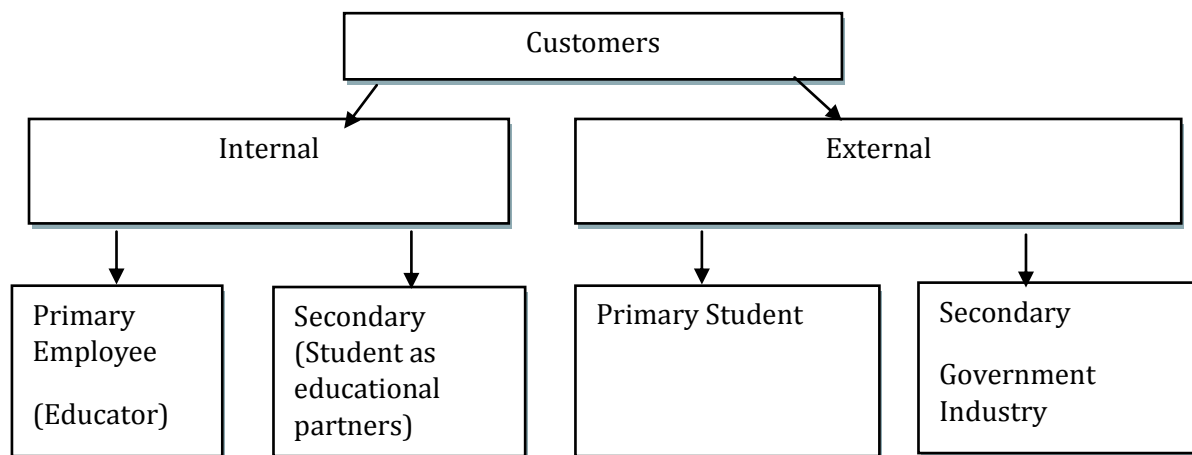 Customers
Internal
External
Primary
Employee
(Educator)
Secondary
(Student as
educational
partners)
Primary Student
Secondary
Government
Industry